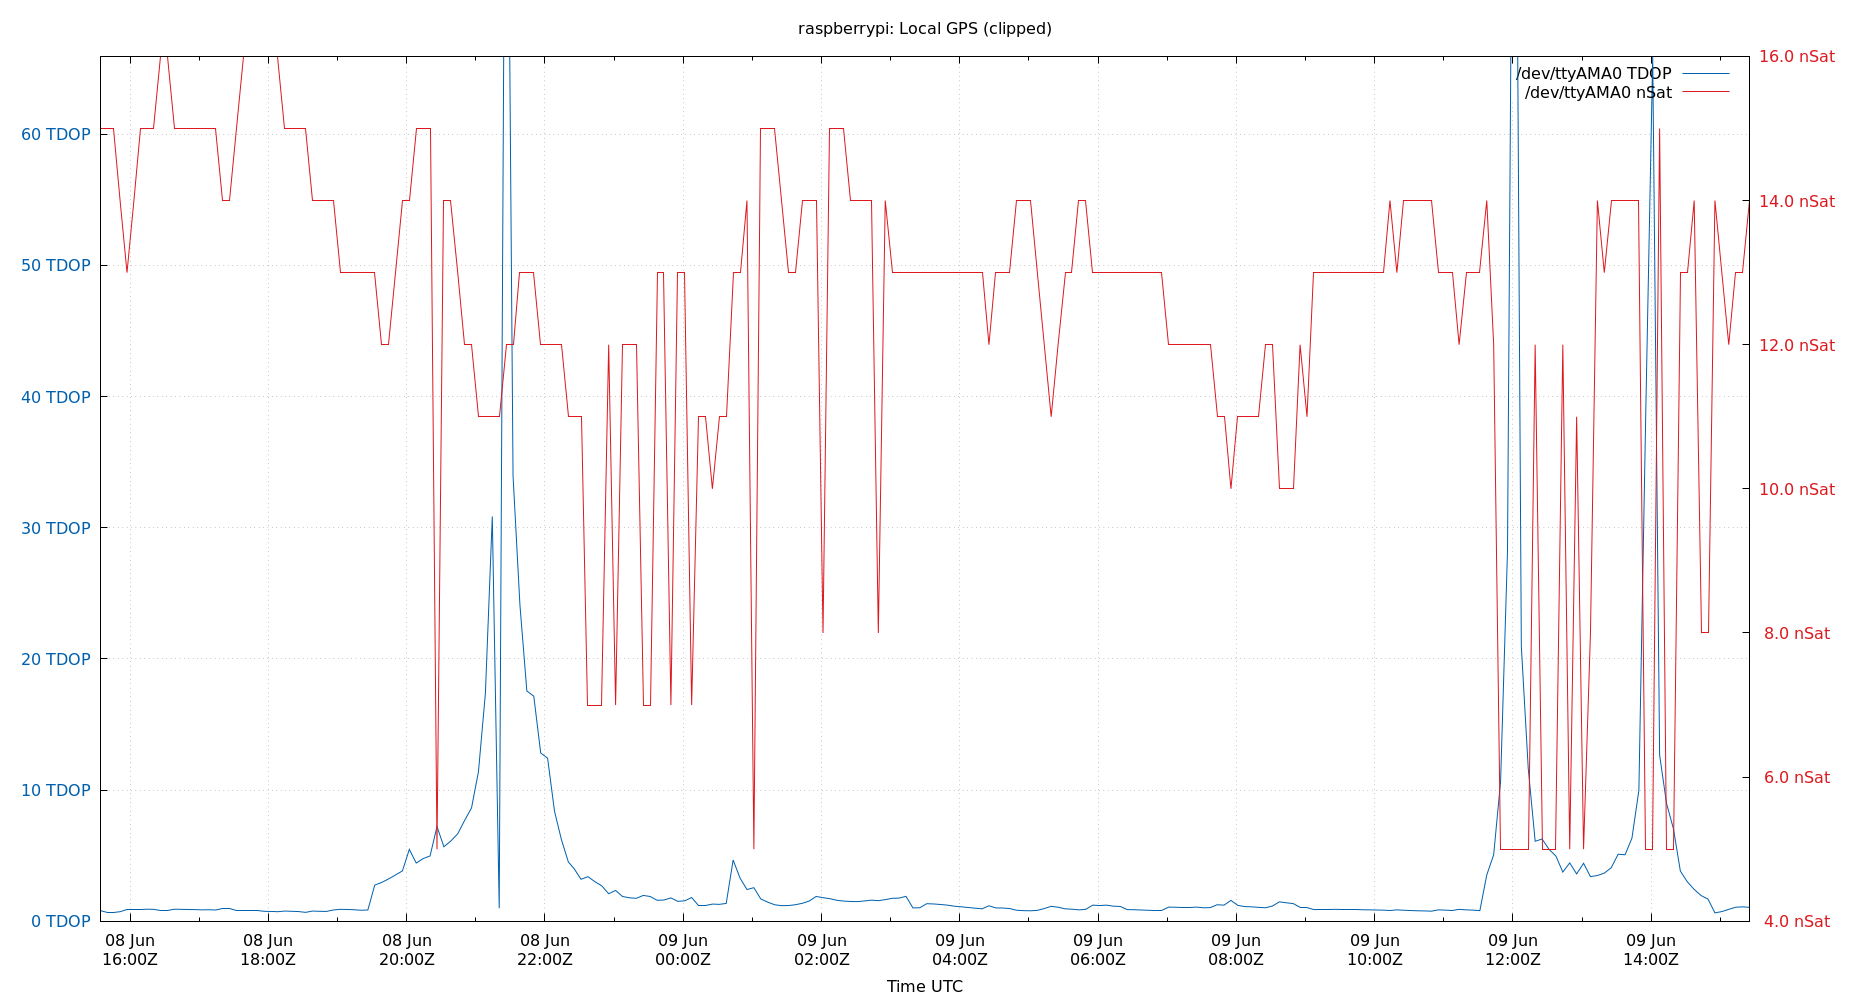 raspberrypi: Local GPS (clipped)
16.0 nSat
/dev/ttyAMA0 TDOP
/dev/ttyAMA0 nSat
60 TDOP
14.0 nSat
50 TDOP
12.0 nSat
40 TDOP
30 TDOP
10.0 nSat
20 TDOP
8.0 nSat
10 TDOP
6.0 nSat
0 TDOP
4.0 nSat
08 Jun 08 Jun 08 Jun 08 Jun 09 Jun 09 Jun 09 Jun 09 Jun 09 Jun 09 Jun 09 Jun 09 Jun
16:00Z 18:00Z 20:00Z 22:00Z 00:00Z 02:00Z 04:00Z 06:00Z 08:00Z 10:00Z 12:00Z 14:00Z
Time UTC